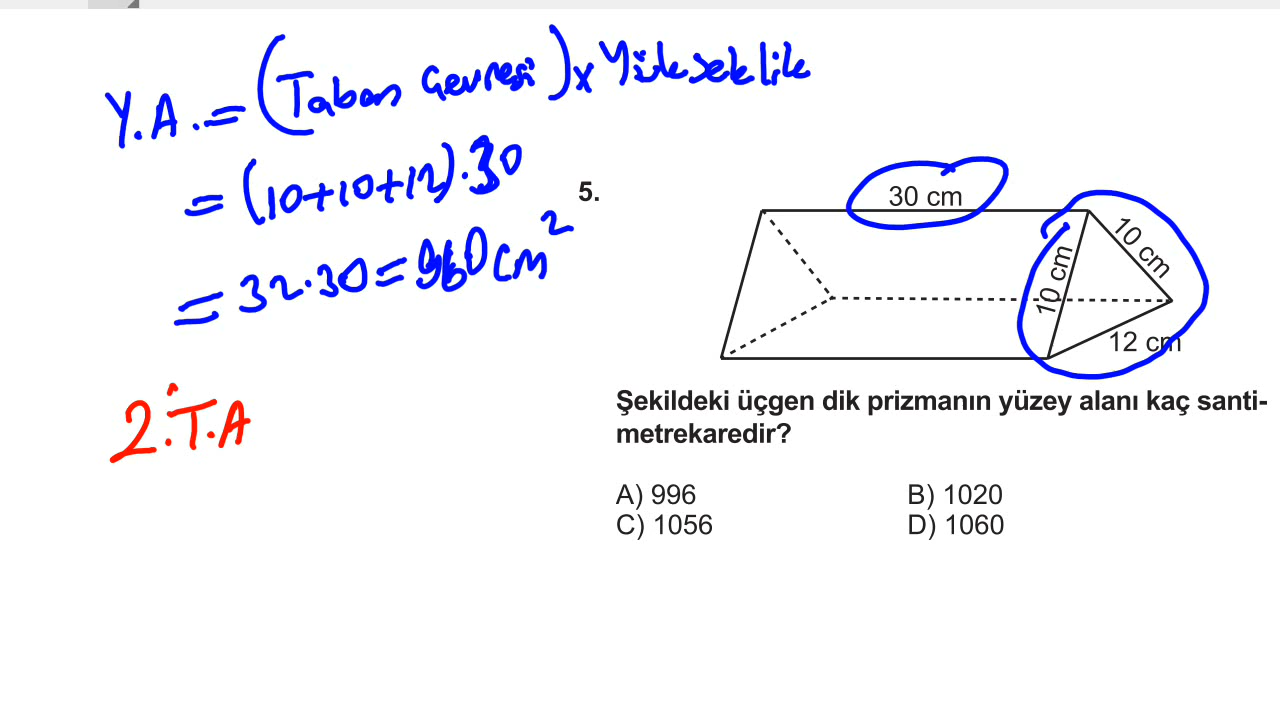 Y.A. = (Taban Çevresi) x Yükseklik
= (10+10+12).30
= 32.30 = 960 cm²
2.T.A
5.
30 cm
10 cm
10 cm
12 cm
Şekildeki üçgen dik prizmanın yüzey alanı kaç santi-
metrekaredir?
A) 996 B) 1020
C) 1056 D) 1060